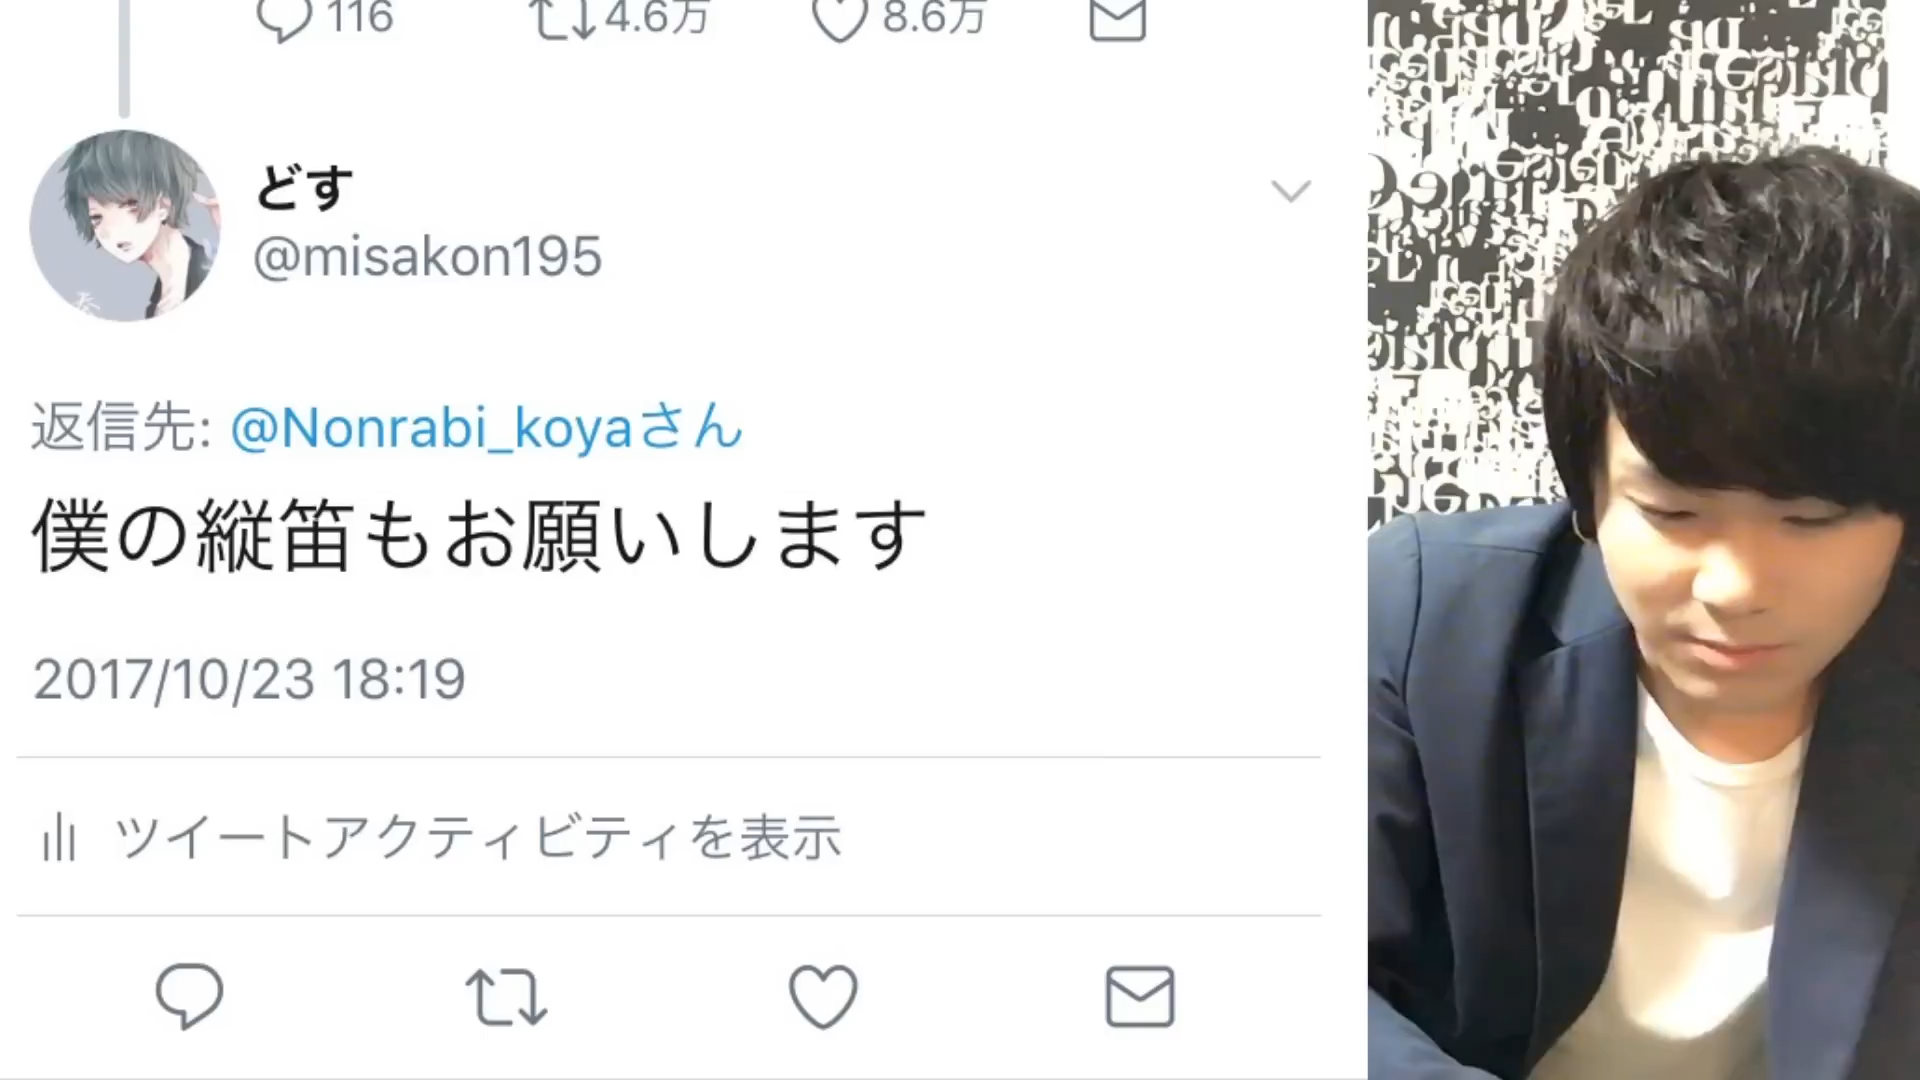 116 4.6万 8.6万
どす
@misakon195
返信先: @Nonrabi_koyaさん
僕の縦笛もお願いします
2017/10/23 18:19
ツイートアクティビティを表示